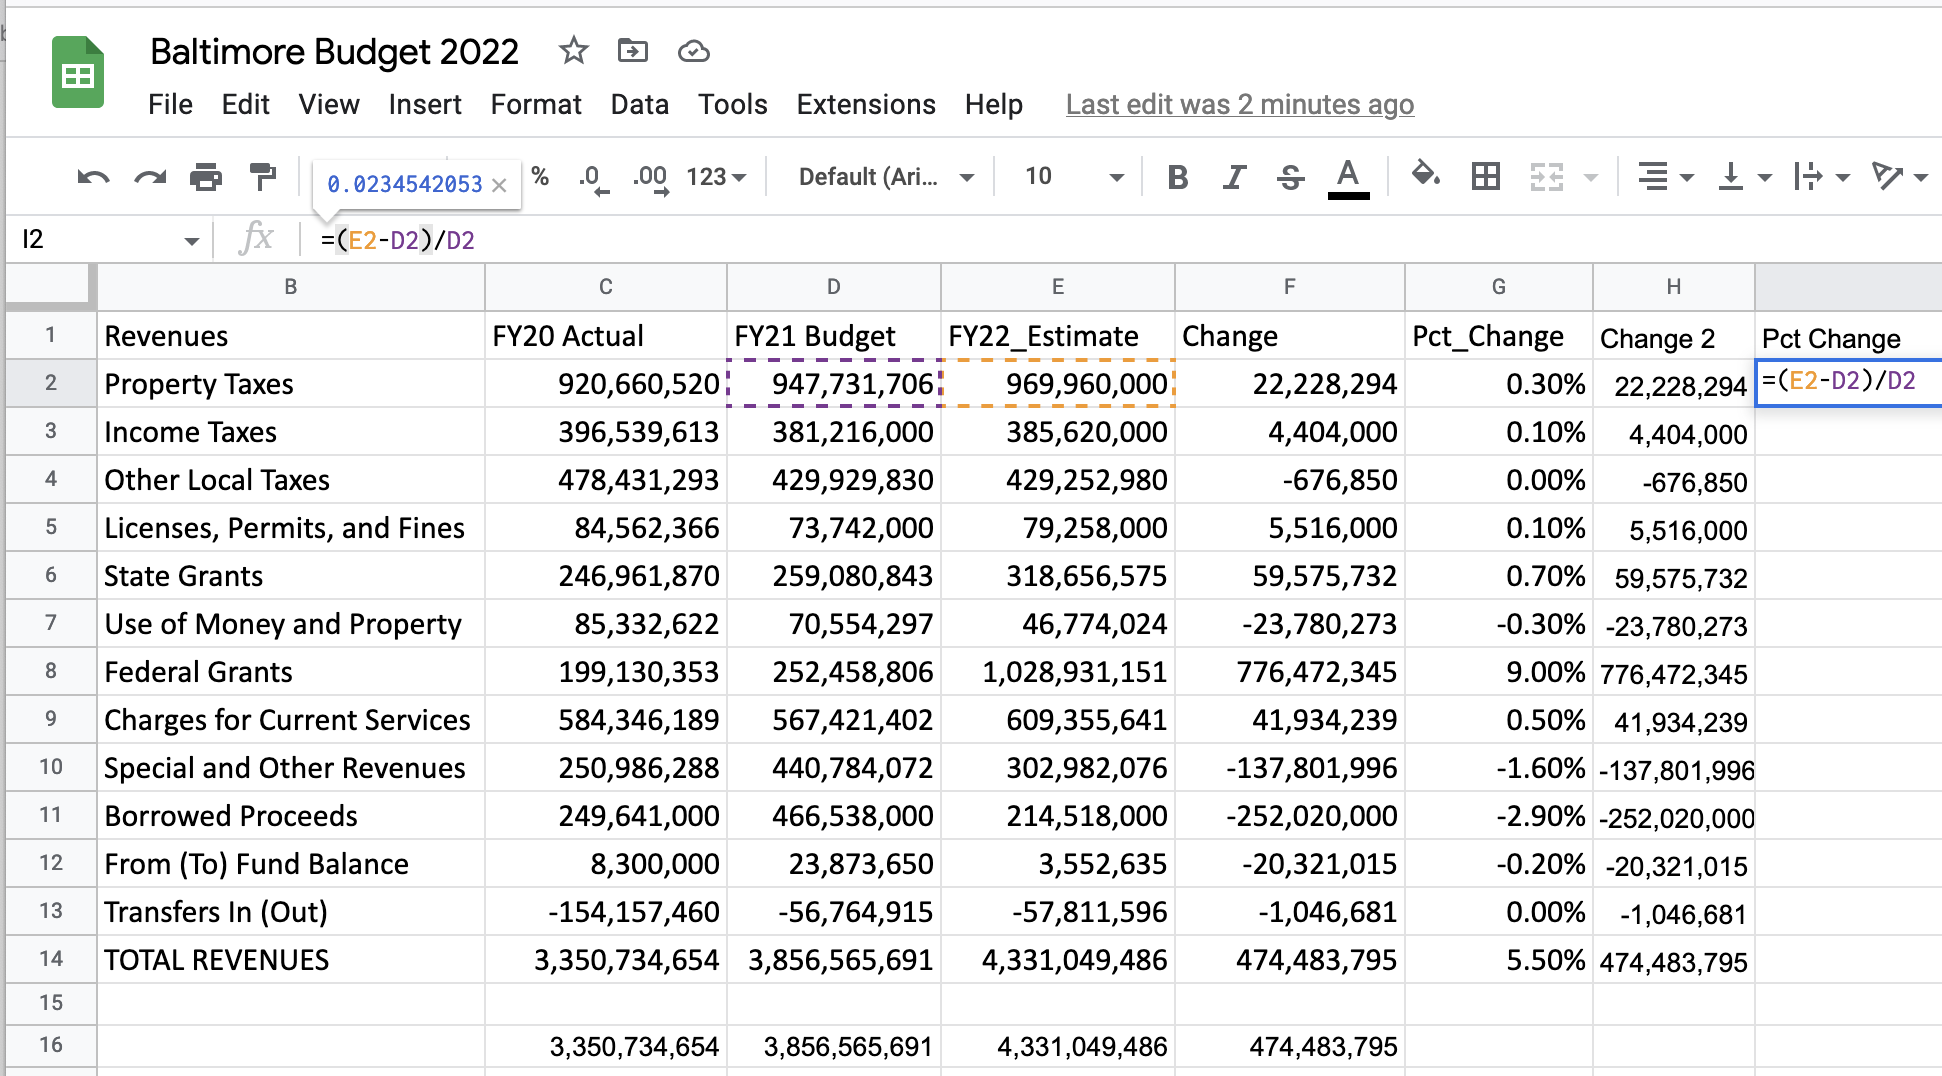 Baltimore Budget 2022
File Edit View Insert Format Data Tools Extensions Help Last edit was 2 minutes ago
0.0234542053 × % .0 .00 123 Default (Ari... 10 B I S A
I2 fx =(E2-D2)/D2
B C D E F G H
1 Revenues FY20 Actual FY21 Budget FY22_Estimate Change Pct_Change Change 2 Pct Change
2 Property Taxes 920,660,520 947,731,706 969,960,000 22,228,294 0.30% 22,228,294 =(E2-D2)/D2
3 Income Taxes 396,539,613 381,216,000 385,620,000 4,404,000 0.10% 4,404,000
4 Other Local Taxes 478,431,293 429,929,830 429,252,980 -676,850 0.00% -676,850
5 Licenses, Permits, and Fines 84,562,366 73,742,000 79,258,000 5,516,000 0.10% 5,516,000
6 State Grants 246,961,870 259,080,843 318,656,575 59,575,732 0.70% 59,575,732
7 Use of Money and Property 85,332,622 70,554,297 46,774,024 -23,780,273 -0.30% -23,780,273
8 Federal Grants 199,130,353 252,458,806 1,028,931,151 776,472,345 9.00% 776,472,345
9 Charges for Current Services 584,346,189 567,421,402 609,355,641 41,934,239 0.50% 41,934,239
10 Special and Other Revenues 250,986,288 440,784,072 302,982,076 -137,801,996 -1.60% -137,801,996
11 Borrowed Proceeds 249,641,000 466,538,000 214,518,000 -252,020,000 -2.90% -252,020,000
12 From (To) Fund Balance 8,300,000 23,873,650 3,552,635 -20,321,015 -0.20% -20,321,015
13 Transfers In (Out) -154,157,460 -56,764,915 -57,811,596 -1,046,681 0.00% -1,046,681
14 TOTAL REVENUES 3,350,734,654 3,856,565,691 4,331,049,486 474,483,795 5.50% 474,483,795
15
16 3,350,734,654 3,856,565,691 4,331,049,486 474,483,795